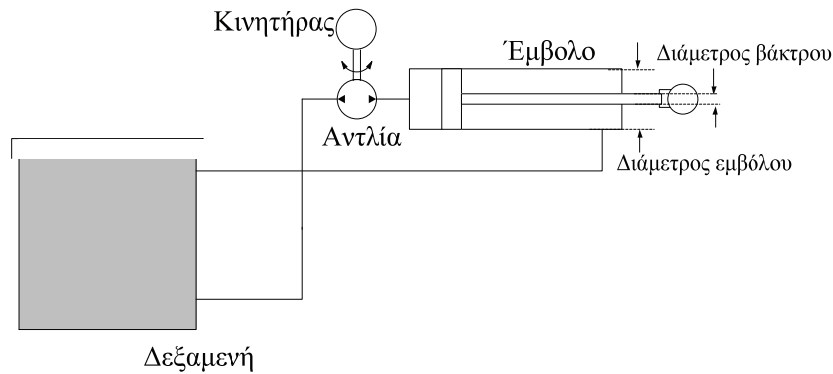 Κινητήρας
Έμβολο
Διάμετρος βάκτρου
Αντλία
Διάμετρος εμβόλου
Δεξαμενή